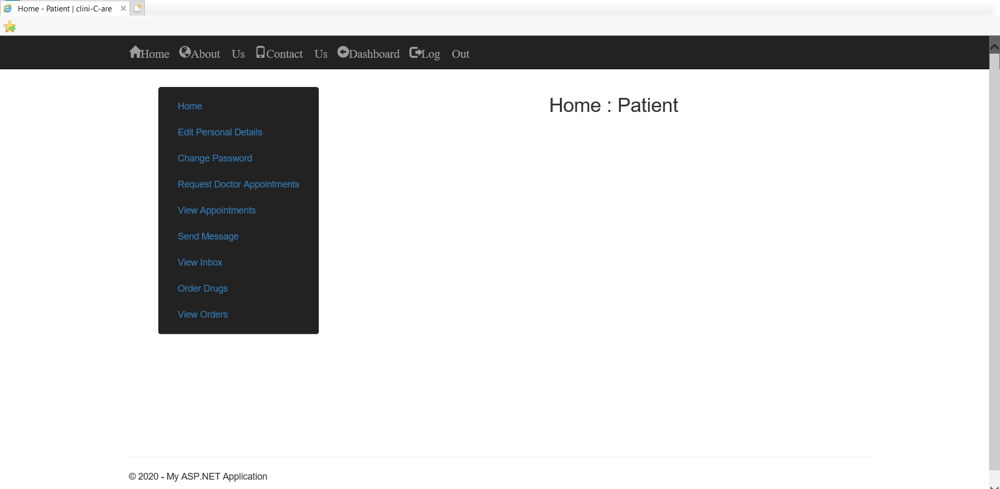 Home - Patient | clini-C-are
Home About Us Contact Us Dashboard Log Out
Home
Edit Personal Details
Change Password
Request Doctor Appointments
View Appointments
Send Message
View Inbox
Order Drugs
View Orders
Home : Patient
© 2020 - My ASP.NET Application